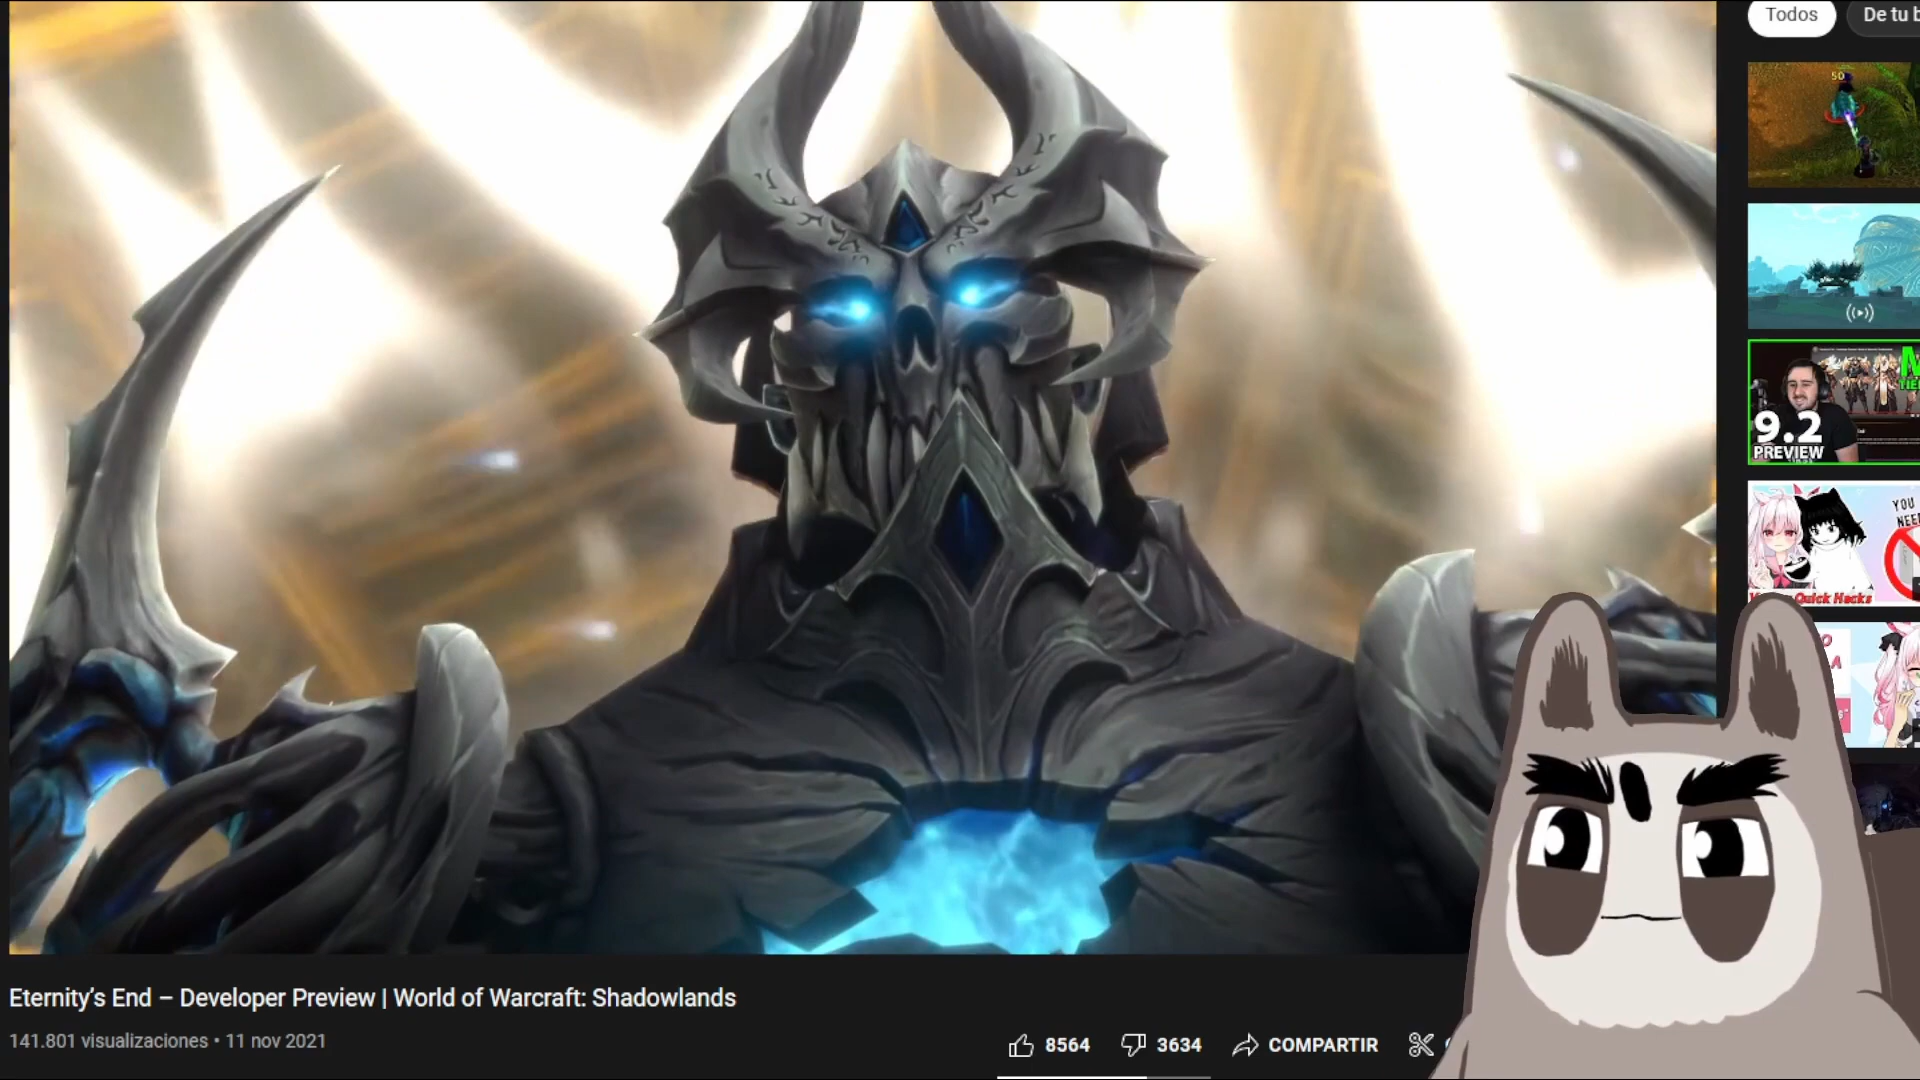 Todos
De tu b
50
9.2
PREVIEW
YOU
NEE
Quick Hacks
Eternity’s End – Developer Preview | World of Warcraft: Shadowlands
141.801 visualizaciones • 11 nov 2021
8564
3634
COMPARTIR